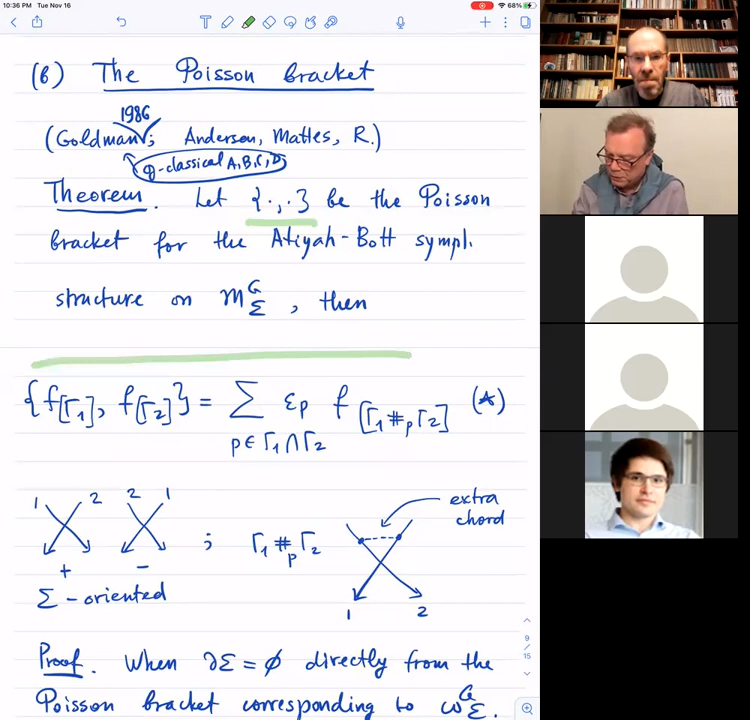 10:36 PM Tue Nov 16
68%
(b) The Poisson bracket
1986
(Goldman; Andersen, Mattes, R.)
g-classical A,B,C,D
Theorem. Let {·,·} be the Poisson
bracket for the Atiyah-Bott sympl.
structure on M^G_Σ, then
{f[Γ1], f[Γ2]} = Σ εp f[Γ1 #p Γ2] (*)
p∈Γ1∩Γ2
1 2 2 1 extra
chord
+ − ; Γ1 #p Γ2
1 2
Σ - oriented
9
/
15
Proof. When ∂Σ = ∅ directly from the
Poisson bracket corresponding to ω^G_Σ.